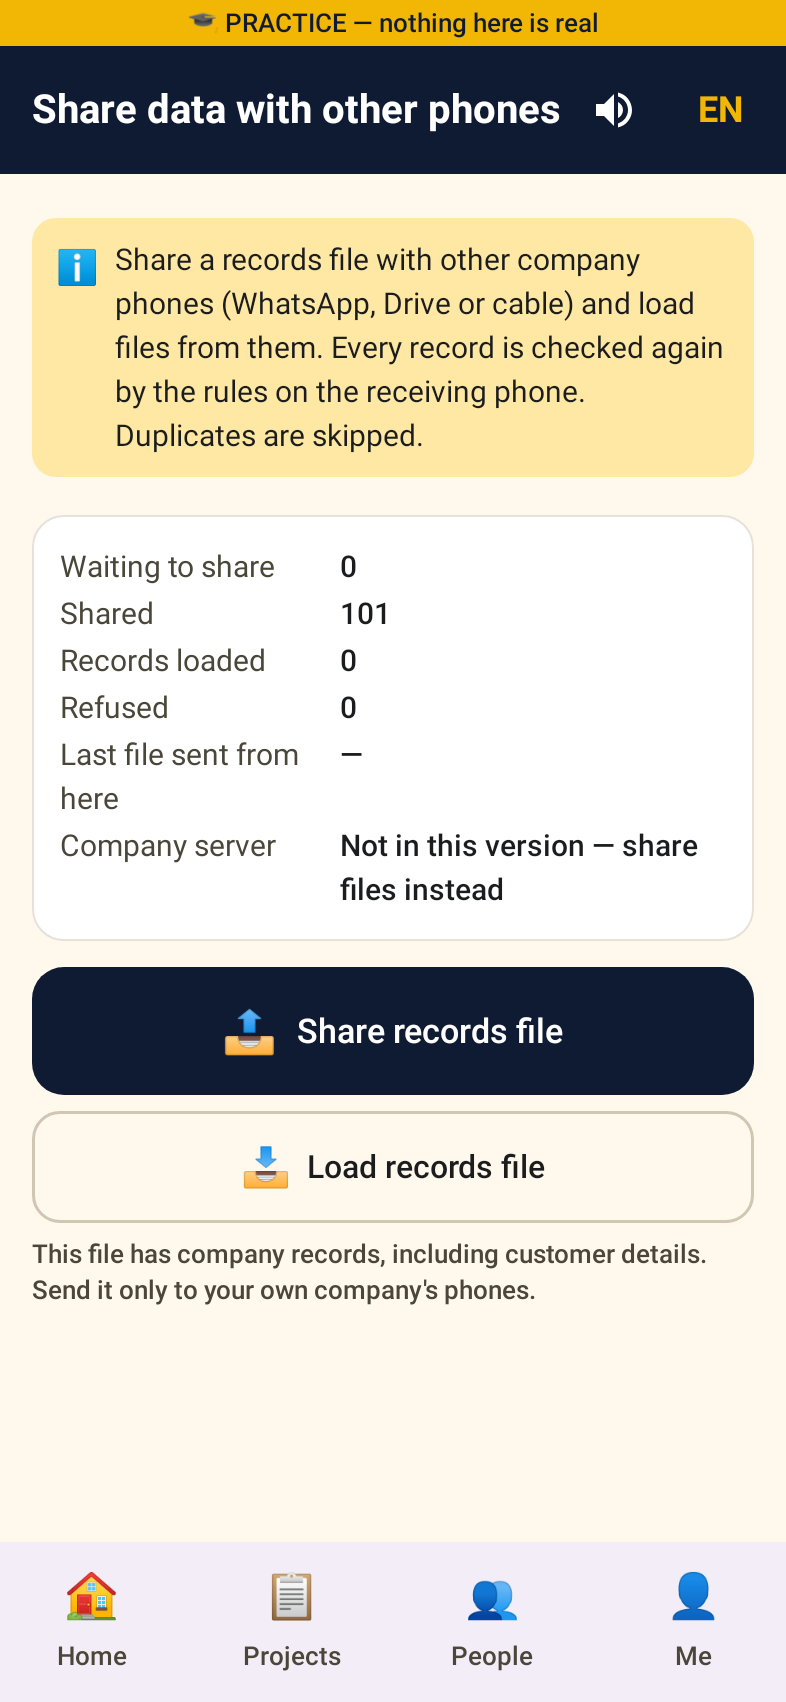 PRACTICE — nothing here is real
Share data with other phones
EN
Share a records file with other company
phones (WhatsApp, Drive or cable) and load
files from them. Every record is checked again
by the rules on the receiving phone.
Duplicates are skipped.
Waiting to share 0
Shared 101
Records loaded 0
Refused 0
Last file sent from here —
Company server Not in this version — share files instead
Share records file
Load records file
This file has company records, including customer details.
Send it only to your own company's phones.
Home Projects People Me